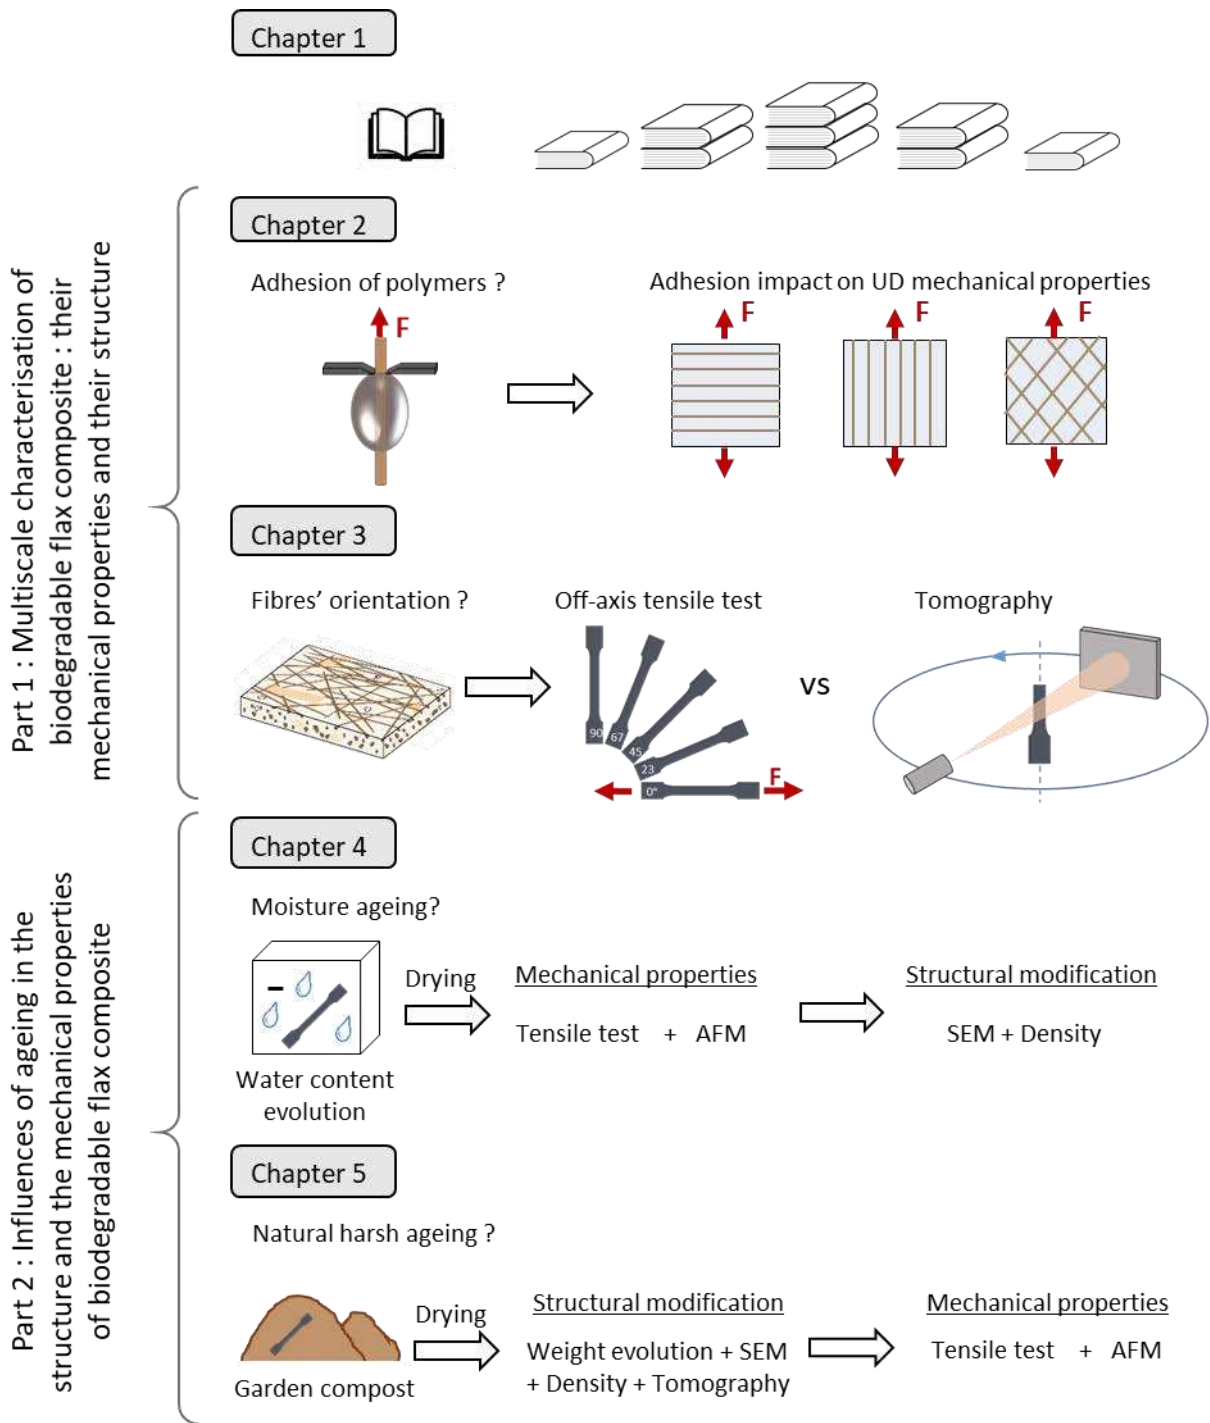 Chapter 1
Part 1 : Multiscale characterisation of
biodegradable flax composite : their
mechanical properties and their structure
Chapter 2
Adhesion of polymers ?
F
Adhesion impact on UD mechanical properties
F
F
F
Chapter 3
Fibres' orientation ?
Off-axis tensile test
90
67
45
23
0°
F
vs
Tomography
Part 2 : Influences of ageing in the
structure and the mechanical properties
of biodegradable flax composite
Chapter 4
Moisture ageing?
Water content
evolution
Drying
Mechanical properties
Tensile test + AFM
Structural modification
SEM + Density
Chapter 5
Natural harsh ageing ?
Garden compost
Drying
Structural modification
Weight evolution + SEM
+ Density + Tomography
Mechanical properties
Tensile test + AFM